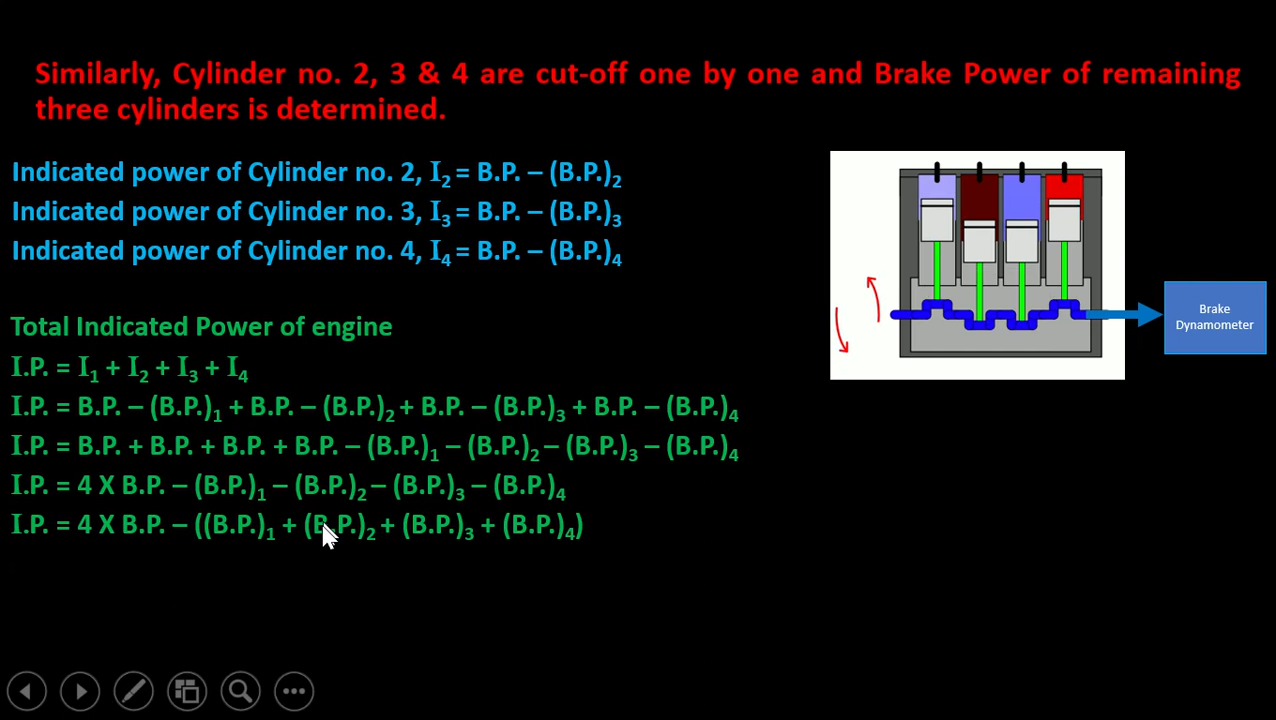 Similarly, Cylinder no. 2, 3 & 4 are cut-off one by one and Brake Power of remaining
three cylinders is determined.
Indicated power of Cylinder no. 2, I₂ = B.P. – (B.P.)₂
Indicated power of Cylinder no. 3, I₃ = B.P. – (B.P.)₃
Indicated power of Cylinder no. 4, I₄ = B.P. – (B.P.)₄
Brake
Dynamometer
Total Indicated Power of engine
I.P. = I₁ + I₂ + I₃ + I₄
I.P. = B.P. – (B.P.)₁ + B.P. – (B.P.)₂ + B.P. – (B.P.)₃ + B.P. – (B.P.)₄
I.P. = B.P. + B.P. + B.P. + B.P. – (B.P.)₁ – (B.P.)₂ – (B.P.)₃ – (B.P.)₄
I.P. = 4 X B.P. – (B.P.)₁ – (B.P.)₂ – (B.P.)₃ – (B.P.)₄
I.P. = 4 X B.P. – ((B.P.)₁ + (B.P.)₂ + (B.P.)₃ + (B.P.)₄)